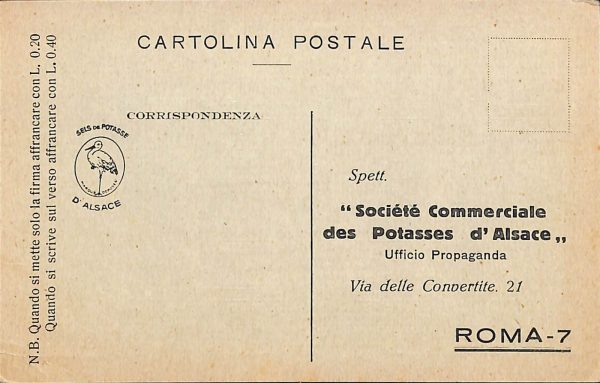 CARTOLINA POSTALE
N.B. Quando si mette solo la firma affrancare con L. 0.20
Quando si scrive sul verso affrancare con L. 0.40
CORRISPONDENZA
SELS DE POTASSE
D'ALSACE
Spett.
"Société Commerciale
des Potasses d'Alsace„
Ufficio Propaganda
Via delle Convertite. 21
ROMA-7